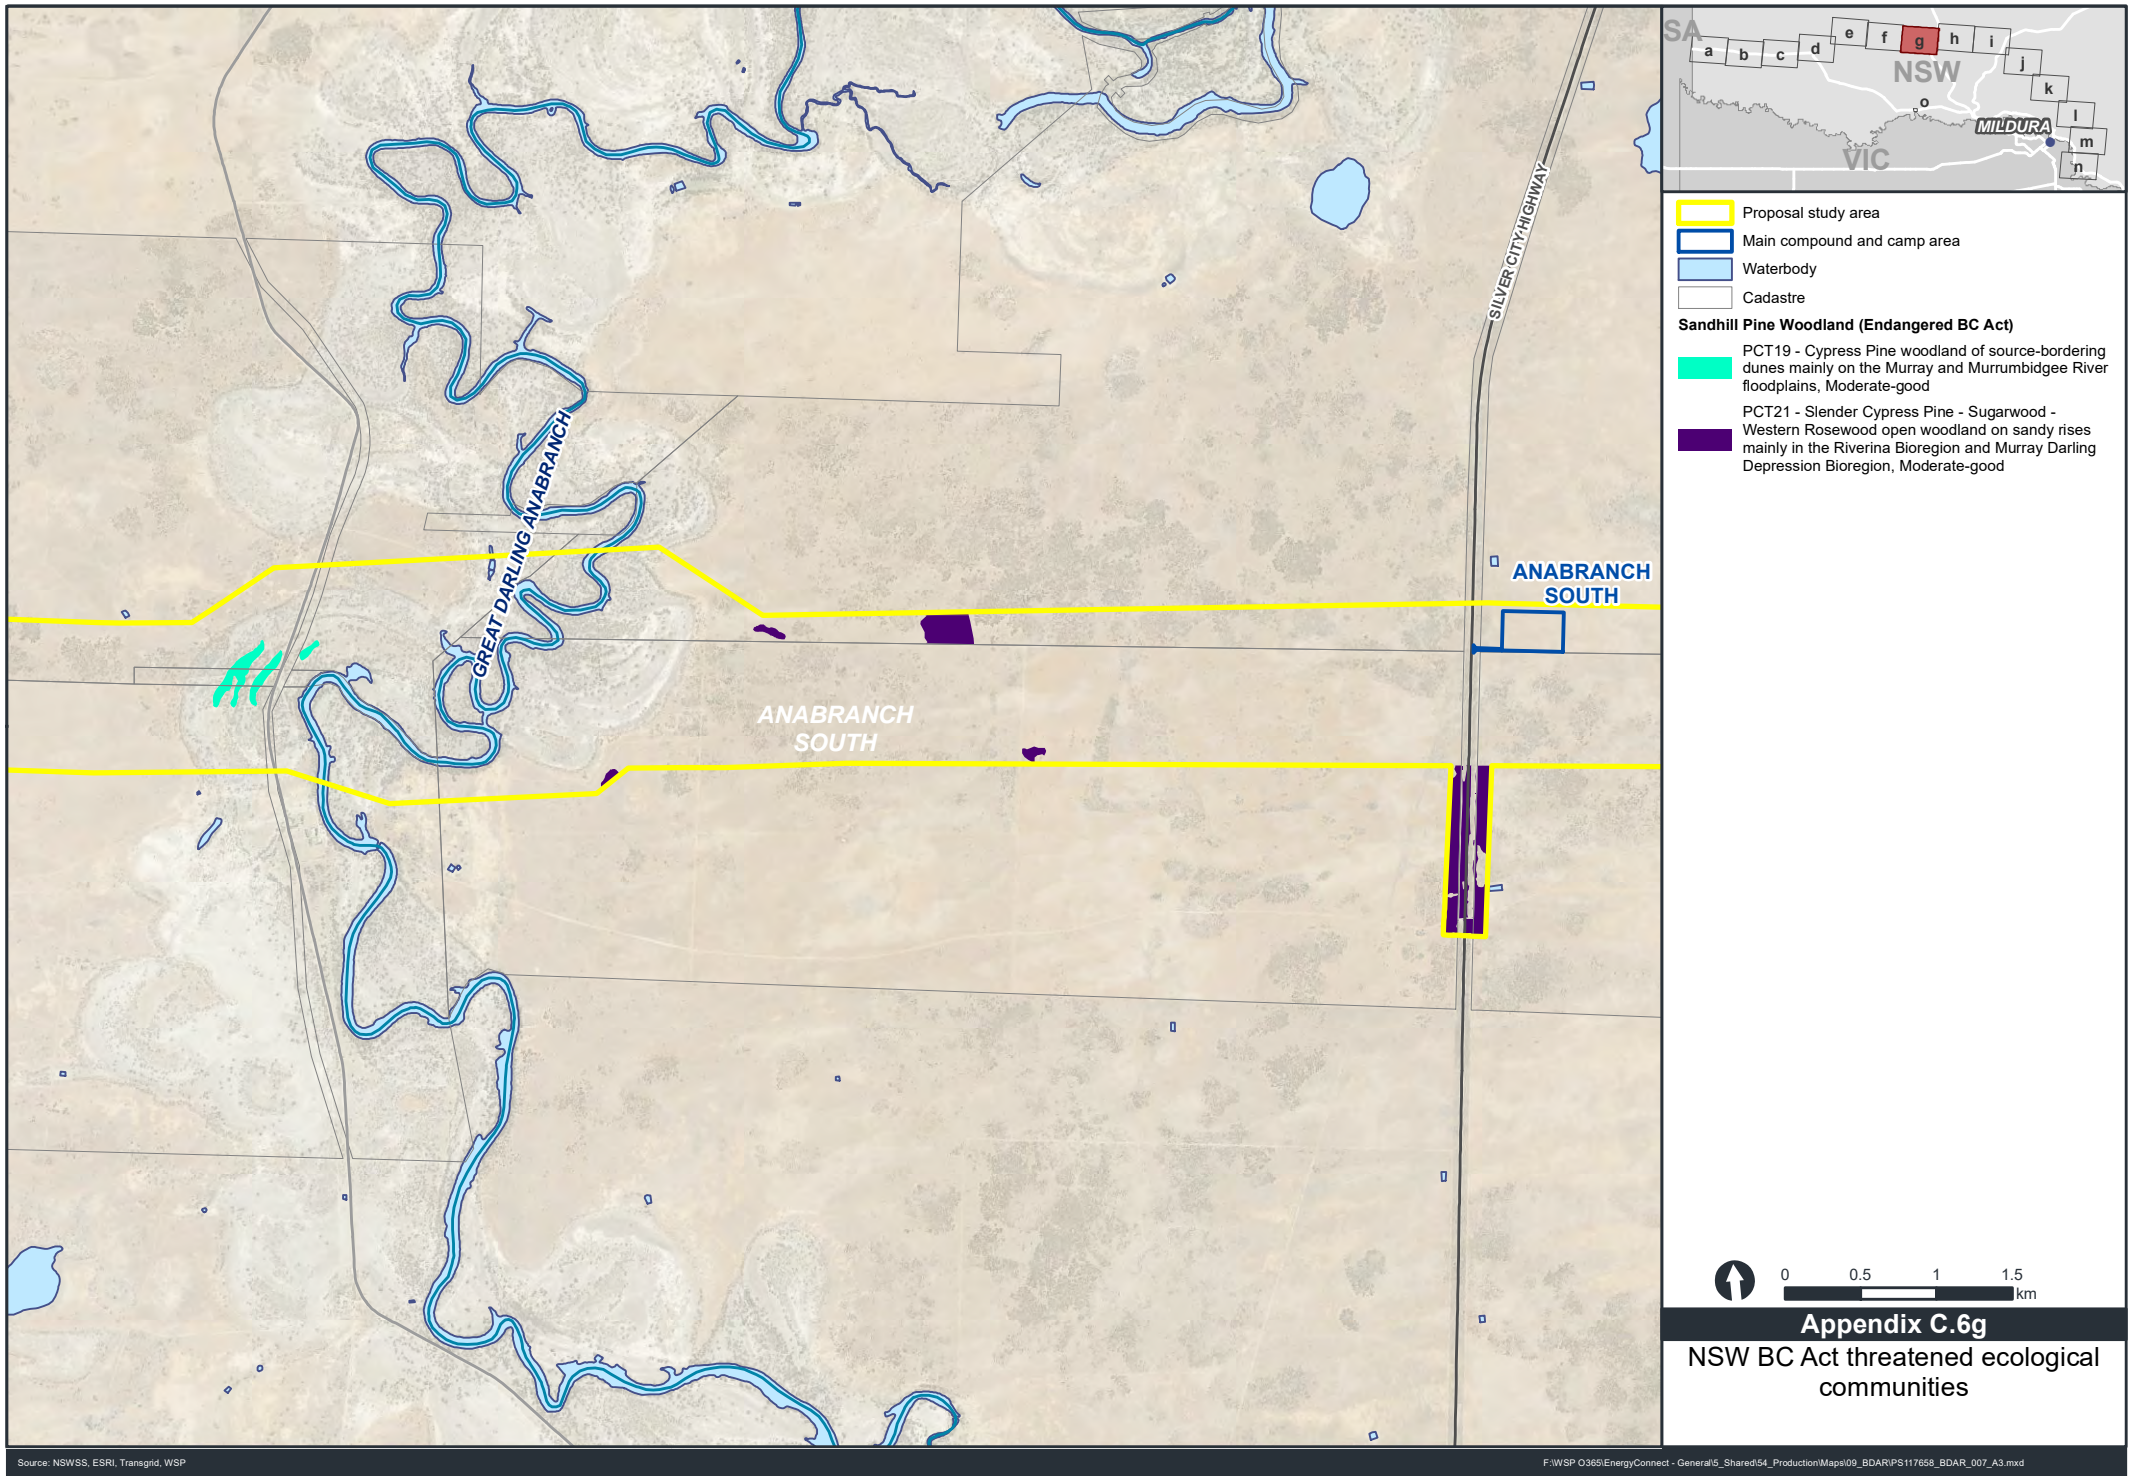 GREAT DARLING ANABRANCH
SILVER CITY HIGHWAY
ANABRANCH
SOUTH
ANABRANCH
SOUTH
SA
a
b
c
d
e
f
g
h
i
j
k
l
m
n
o
NSW
MILDURA
VIC
Proposal study area
Main compound and camp area
Waterbody
Cadastre
Sandhill Pine Woodland (Endangered BC Act)
PCT19 - Cypress Pine woodland of source-bordering
dunes mainly on the Murray and Murrumbidgee River
floodplains, Moderate-good
PCT21 - Slender Cypress Pine - Sugarwood -
Western Rosewood open woodland on sandy rises
mainly in the Riverina Bioregion and Murray Darling
Depression Bioregion, Moderate-good
0 0.5 1 1.5
km
Appendix C.6g
NSW BC Act threatened ecological
communities
Source: NSWSS, ESRI, Transgrid, WSP
F:\WSP O365\EnergyConnect - General\5_Shared\54_Production\Maps\09_BDAR\PS117658_BDAR_007_A3.mxd